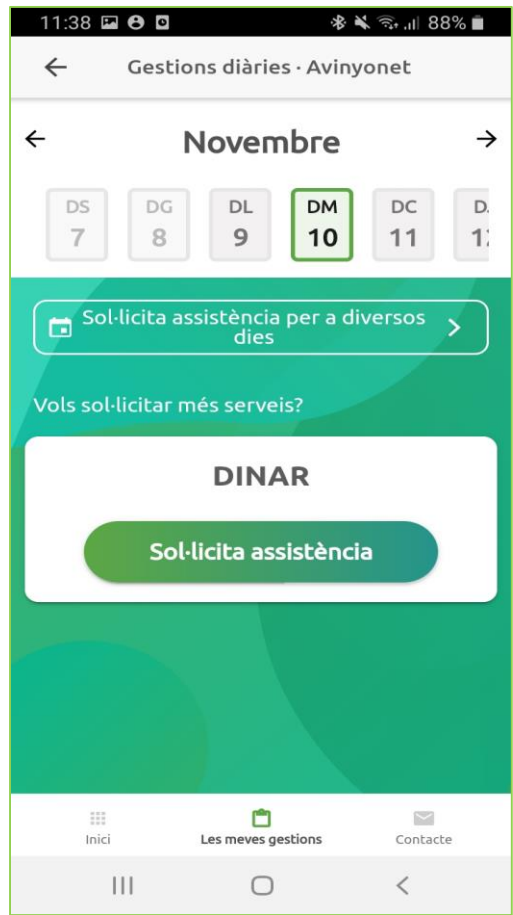 11:38 88%
Gestions diàries · Avinyonet
Novembre
DS DG DL DM DC
7 8 9 10 11
Sol·licita assistència per a diversos
dies
Vols sol·licitar més serveis?
DINAR
Sol·licita assistència
Inici Les meves gestions Contacte